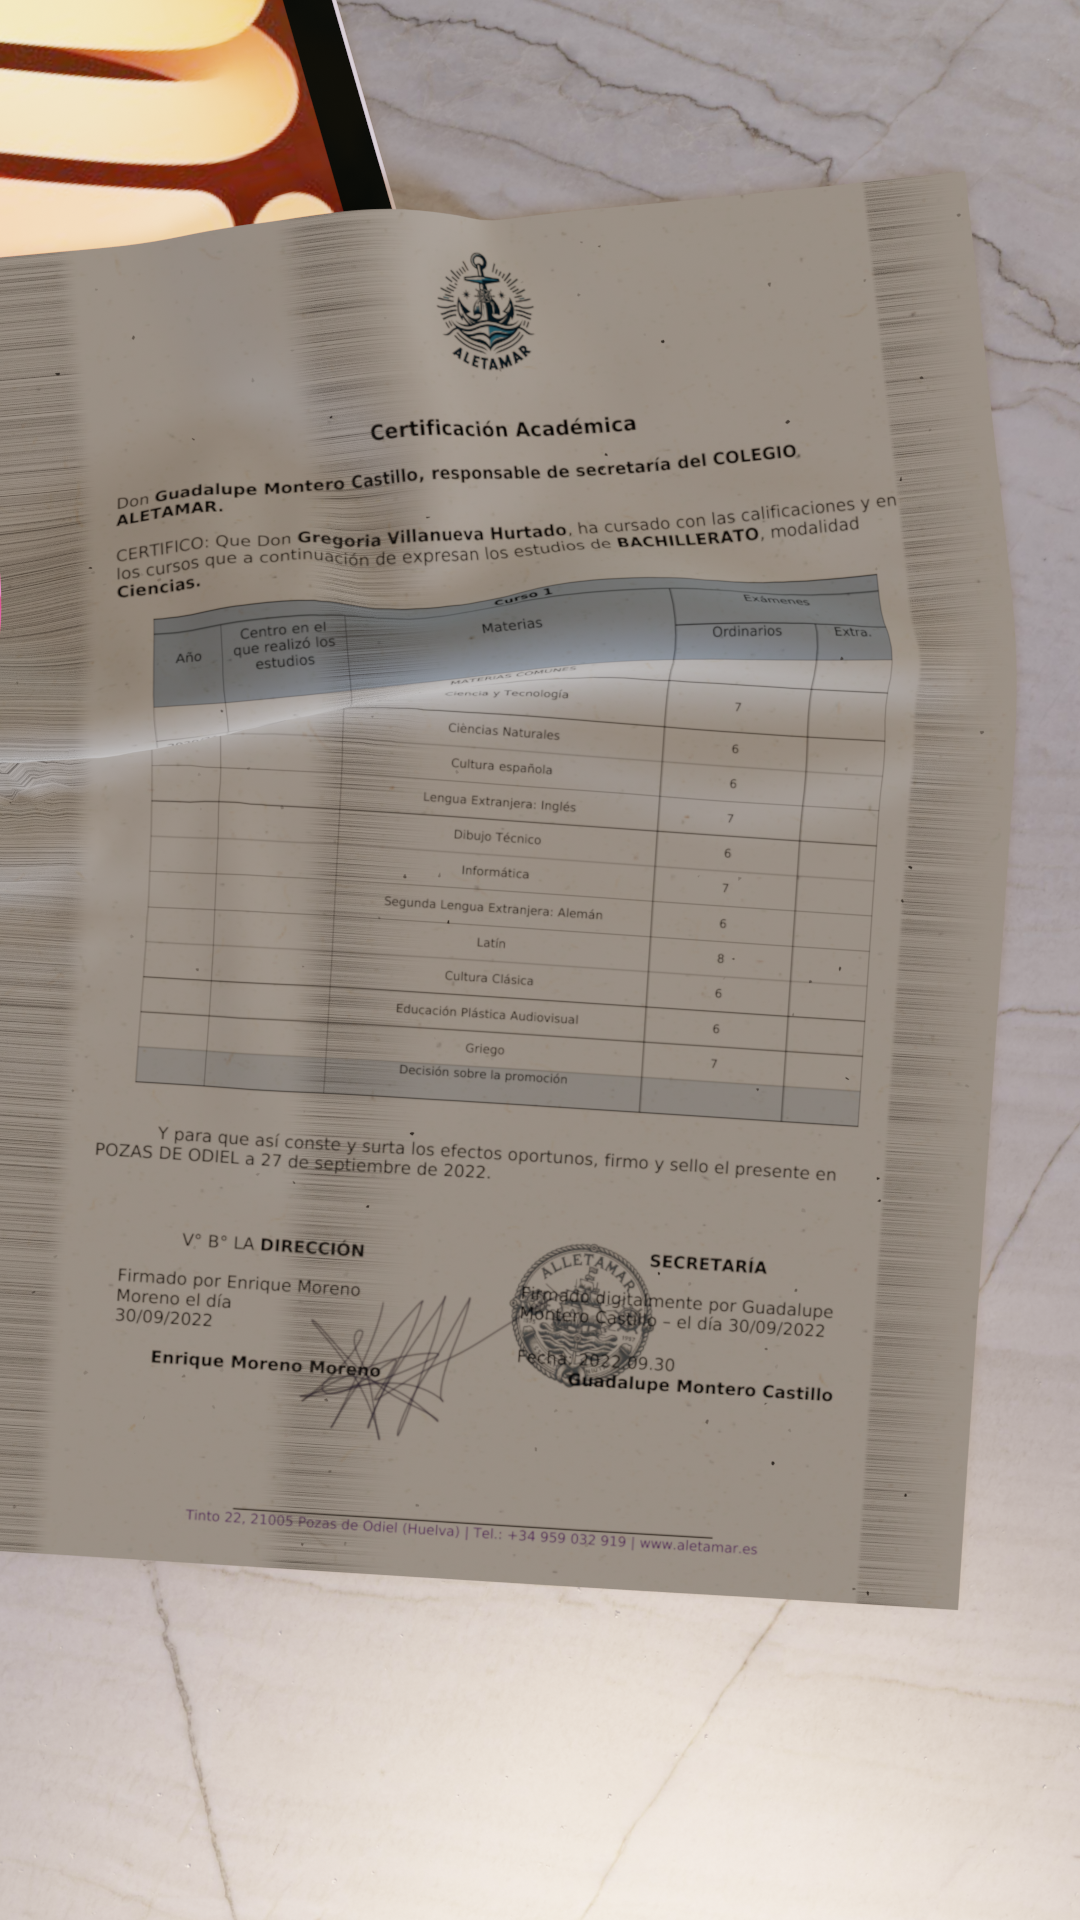 ALETAMAR
Certificación Académica
Don Guadalupe Montero Castillo, responsable de secretaría del COLEGIO
ALETAMAR.
CERTIFICO: Que Don Gregoria Villanueva Hurtado, ha cursado con las calificaciones y en
los cursos que a continuación de expresan los estudios de BACHILLERATO, modalidad
Ciencias.
Curso 1
Exámenes
Año
Centro en el
que realizó los
estudios
Materias
Ordinarios
Extra.
MATERIAS COMUNES
Ciencia y Tecnología 7
Ciències Naturales 6
Cultura española 6
Lengua Extranjera: Inglés 7
Dibujo Técnico 6
Informática 7
Segunda Lengua Extranjera: Alemán 6
Latín 8
Cultura Clásica 6
Educación Plástica Audiovisual 6
Griego 7
Decisión sobre la promoción
Y para que así conste y surta los efectos oportunos, firmo y sello el presente en
POZAS DE ODIEL a 27 de septiembre de 2022.
V° B° LA DIRECCIÓN
Firmado por Enrique Moreno
Moreno el día
30/09/2022
Enrique Moreno Moreno
SECRETARÍA
ALLETAMAR
Firmado digitalmente por Guadalupe
Montero Castillo – el día 30/09/2022
Fecha: 2022.09.30
Guadalupe Montero Castillo
Tinto 22, 21005 Pozas de Odiel (Huelva) | Tel.: +34 959 032 919 | www.aletamar.es